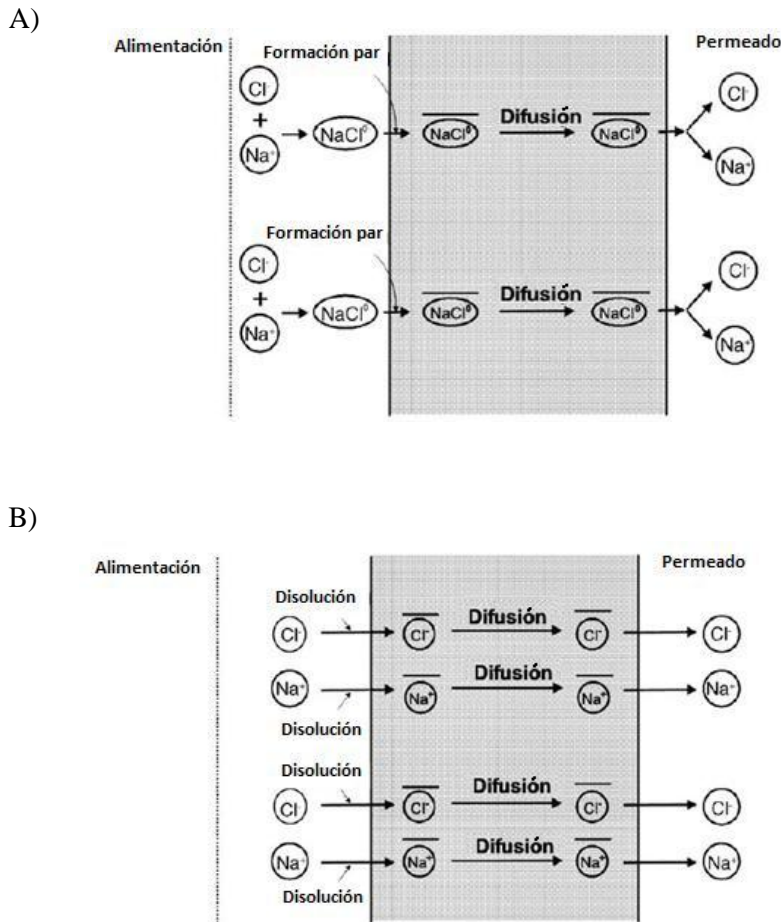 A)
Alimentación
Formación par
Permeado
Cl⁻
+
Na⁺
NaCl⁰
NaCl⁰
Difusión
NaCl⁰
Cl⁻
Na⁺
Formación par
Cl⁻
+
Na⁺
NaCl⁰
NaCl⁰
Difusión
NaCl⁰
Cl⁻
Na⁺
B)
Alimentación
Permeado
Disolución
Cl⁻
Cl⁻
Difusión
Cl⁻
Cl⁻
Na⁺
Na⁺
Difusión
Na⁺
Na⁺
Disolución
Disolución
Cl⁻
Cl⁻
Difusión
Cl⁻
Cl⁻
Na⁺
Na⁺
Difusión
Na⁺
Na⁺
Disolución